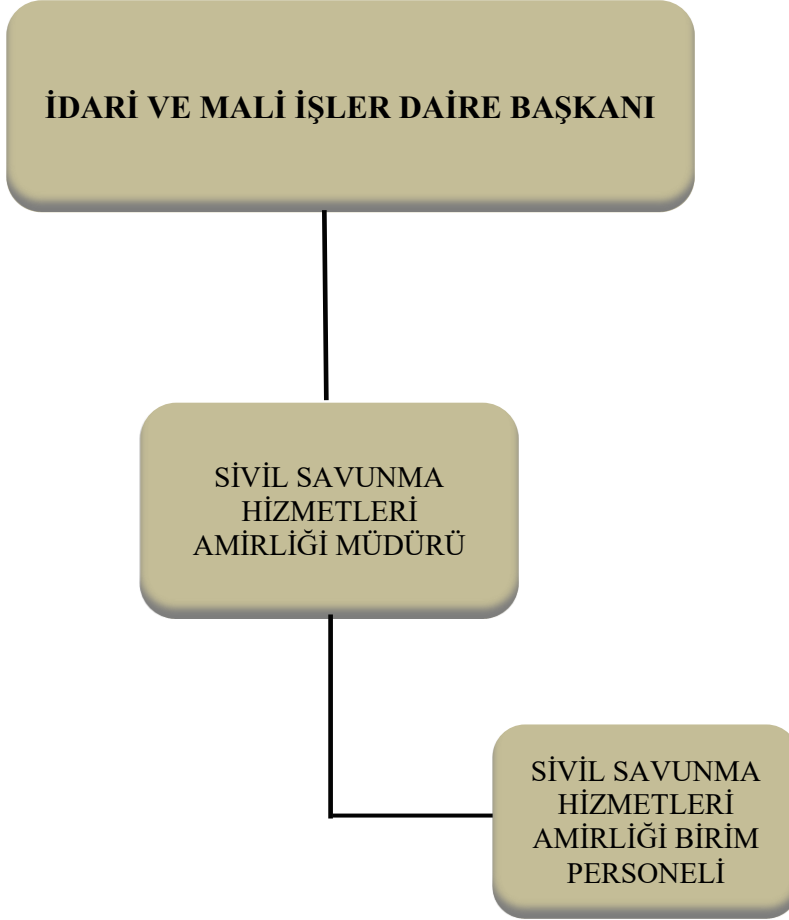 İDARİ VE MALİ İŞLER DAİRE BAŞKANI
SİVİL SAVUNMA
HİZMETLERİ
AMİRLİĞİ MÜDÜRÜ
SİVİL SAVUNMA
HİZMETLERİ
AMİRLİĞİ BİRİM
PERSONELİ